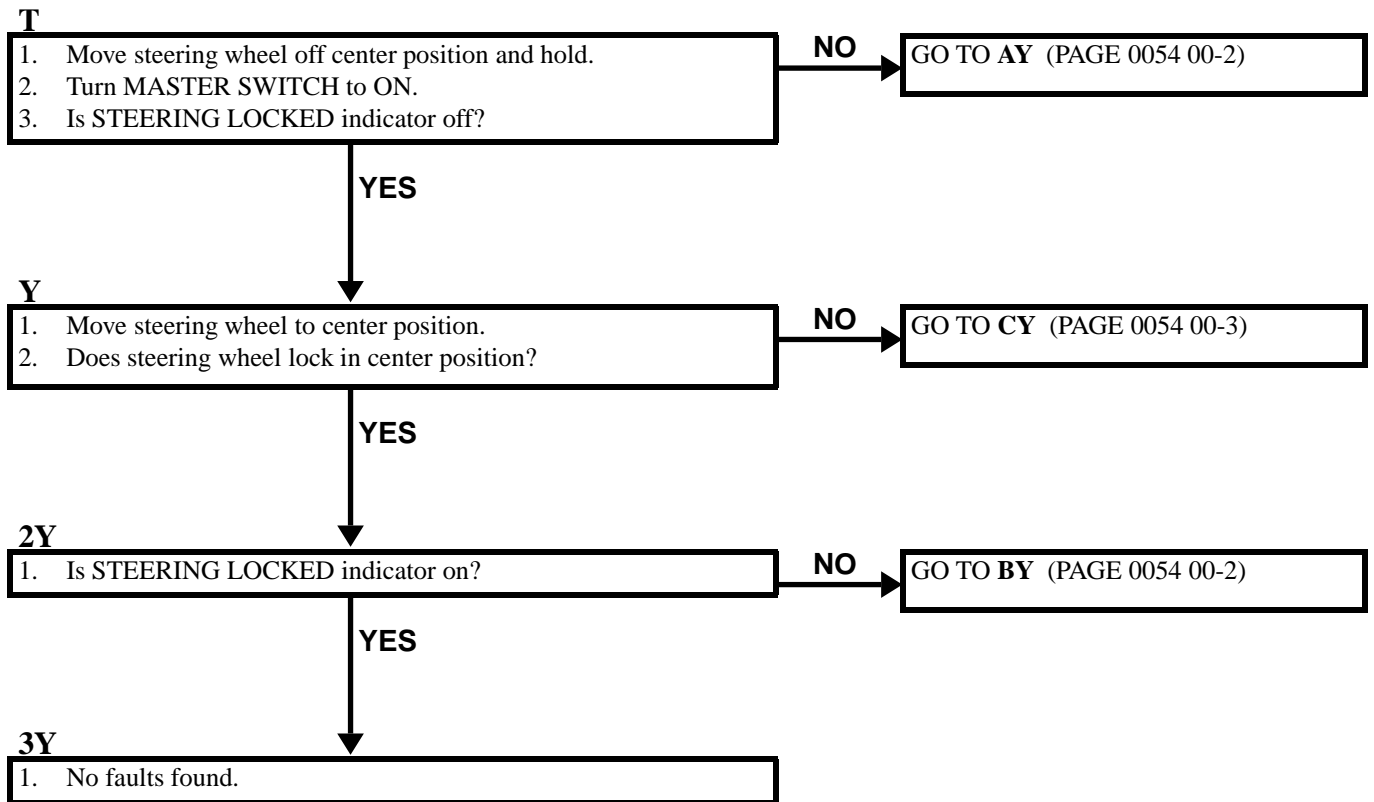 T
1. Move steering wheel off center position and hold.
2. Turn MASTER SWITCH to ON.
3. Is STEERING LOCKED indicator off?
NO
GO TO AY (PAGE 0054 00-2)
YES
Y
1. Move steering wheel to center position.
2. Does steering wheel lock in center position?
NO
GO TO CY (PAGE 0054 00-3)
YES
2Y
1. Is STEERING LOCKED indicator on?
NO
GO TO BY (PAGE 0054 00-2)
YES
3Y
1. No faults found.